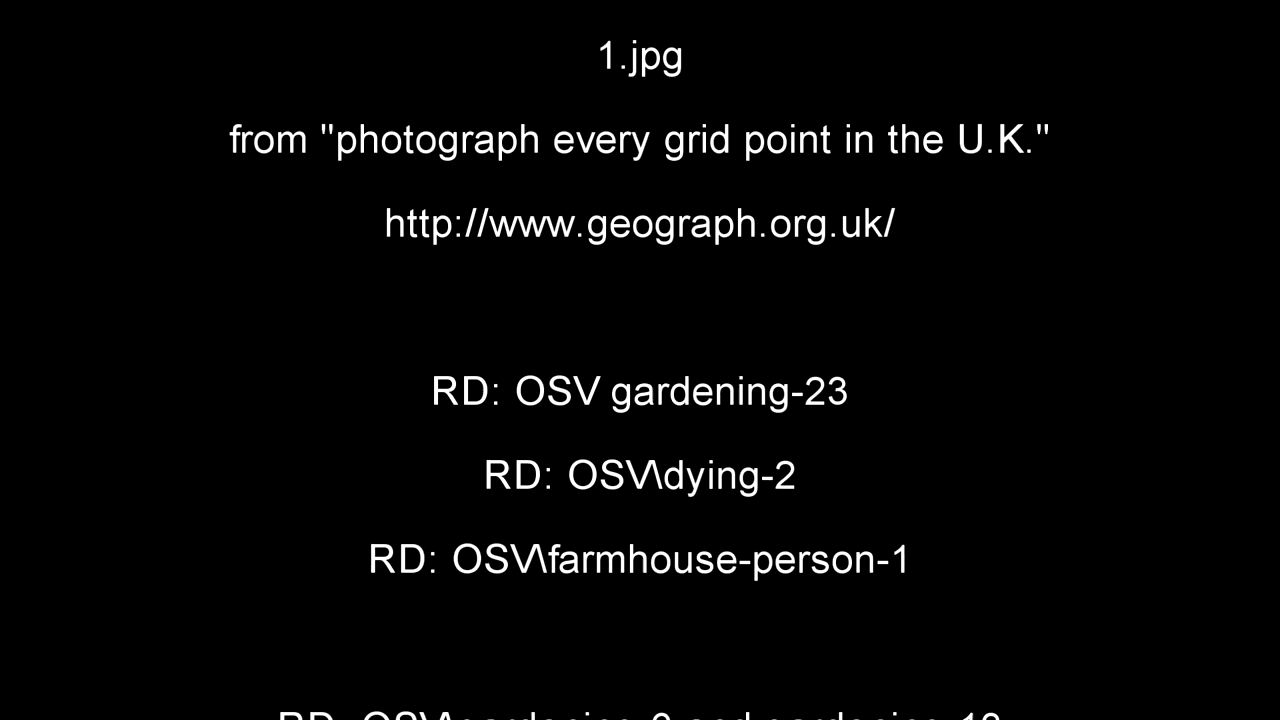 1.jpg
from "photograph every grid point in the U.K."
http://www.geograph.org.uk/
RD: OSV gardening-23
RD: OSV\dying-2
RD: OSV\farmhouse-person-1